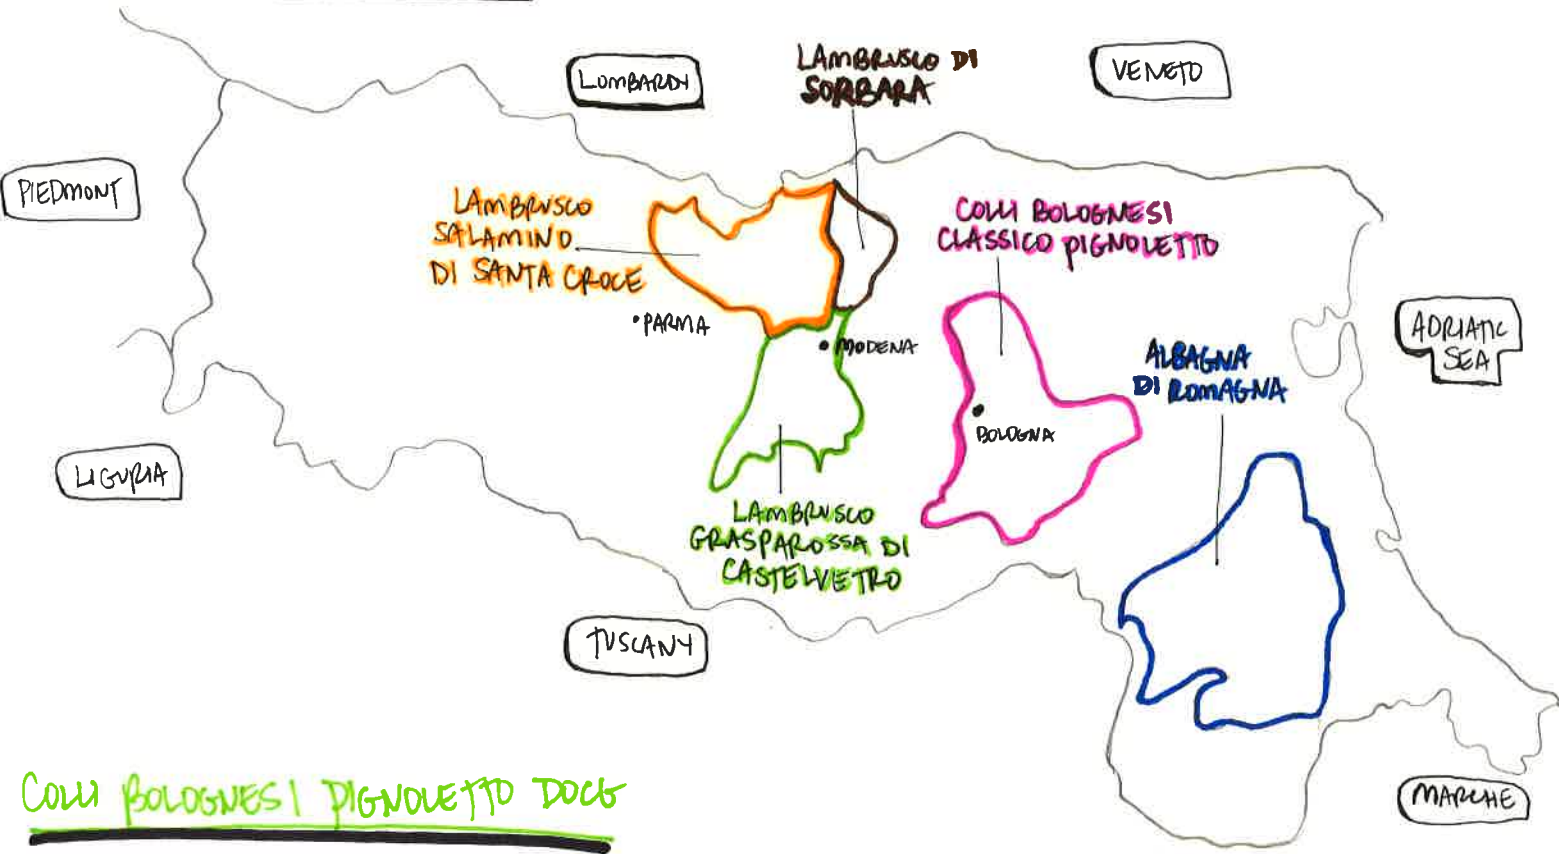 LOMBARDY
LAMBRUSCO DI
SORBARA
VENETO
PIEDMONT
LAMBRUSCO
SALAMINO
DI SANTA CROCE
COLLI BOLOGNESI
CLASSICO PIGNOLETTO
•PARMA
• MODENA
ADRIATIC
SEA
ALBAGNA
DI ROMAGNA
BOLOGNA
LIGURIA
LAMBRUSCO
GRASPAROSSA DI
CASTELVETRO
TUSCANY
COLLI BOLOGNESI PIGNOLETTO DOCG
MARCHE